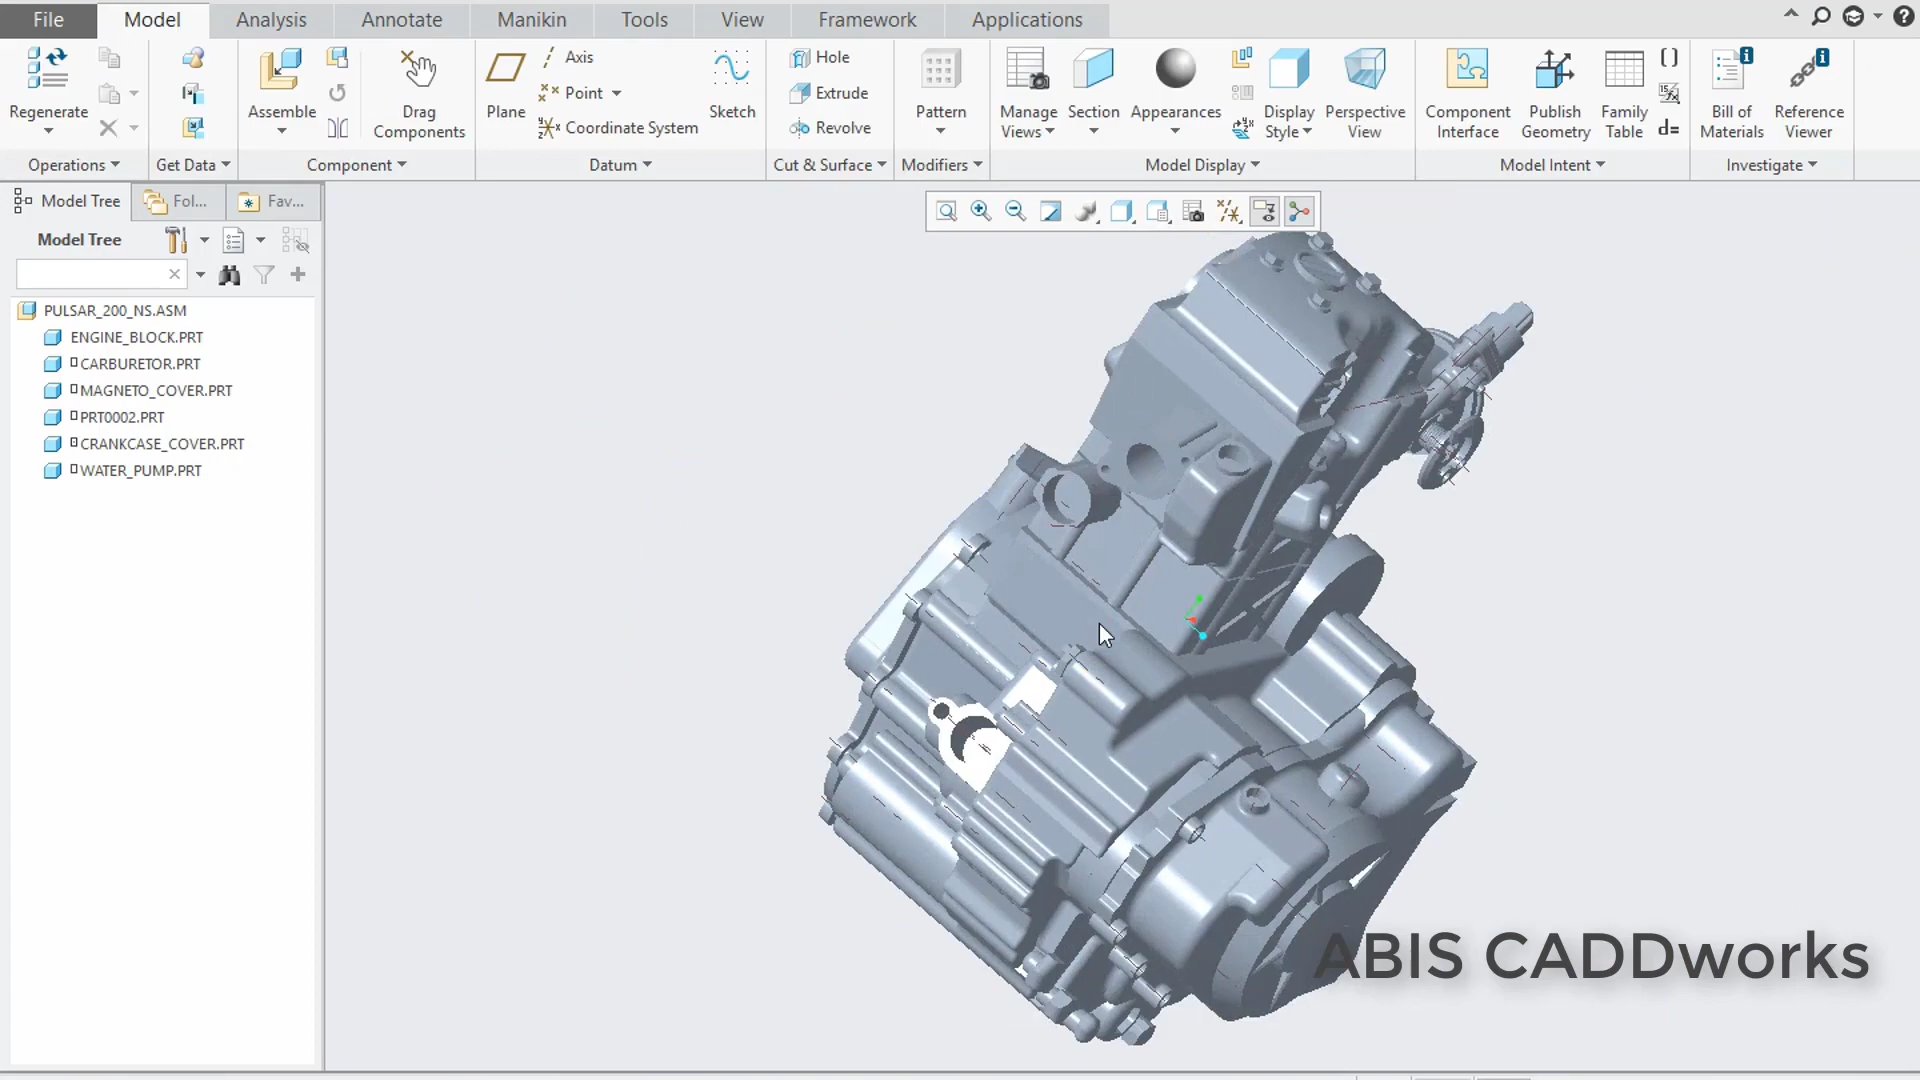 File Model Analysis Annotate Manikin Tools View Framework Applications
Regenerate
Operations
Get Data
Assemble
Drag Components
Component
Plane
Axis
Point
Coordinate System
Sketch
Datum
Hole
Extrude
Revolve
Cut & Surface
Pattern
Modifiers
Manage Views
Section
Appearances
Display Style
Perspective View
Model Display
Component Interface
Publish Geometry
Family Table
d=
Model Intent
Bill of Materials
Reference Viewer
Investigate
Model Tree Fol... Fav...
Model Tree
PULSAR_200_NS.ASM
ENGINE_BLOCK.PRT
CARBURETOR.PRT
MAGNETO_COVER.PRT
PRT0002.PRT
CRANKCASE_COVER.PRT
WATER_PUMP.PRT
ABIS CADDworks